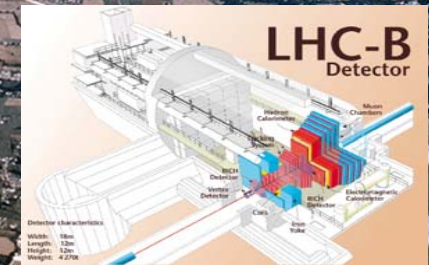 LHC-B
Detector
Muon
Chambers
Hadron
Calorimeter
Tracking
System
RICH
Detector
Vertex
Detector
Coils
Iron
Yoke
RICH
Detector
Electromagnetic
Calorimeter
Detector characteristics
Width: 18m
Length: 12m
Height: 12m
Weight: 4 270t